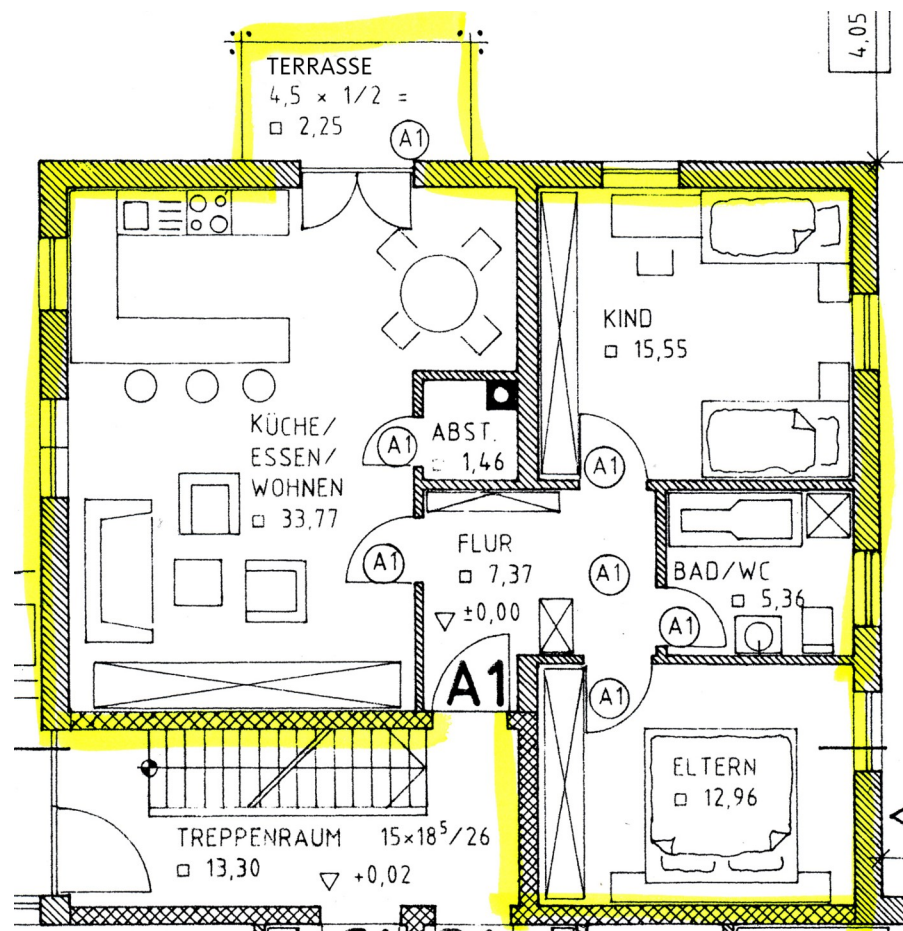 4,05
TERRASSE
4,5 × 1/2 =
□ 2,25
A1
KIND
□ 15,55
KÜCHE/
ESSEN/
WOHNEN
□ 33,77
A1
ABST.
□ 1,46
A1
FLUR
□ 7,37
▽ ±0,00
A1
A1
BAD/WC
□ 5,36
A1
A1
A1
ELTERN
□ 12,96
TREPPENRAUM 15×18⁵/26
□ 13,30 ▽ +0,02